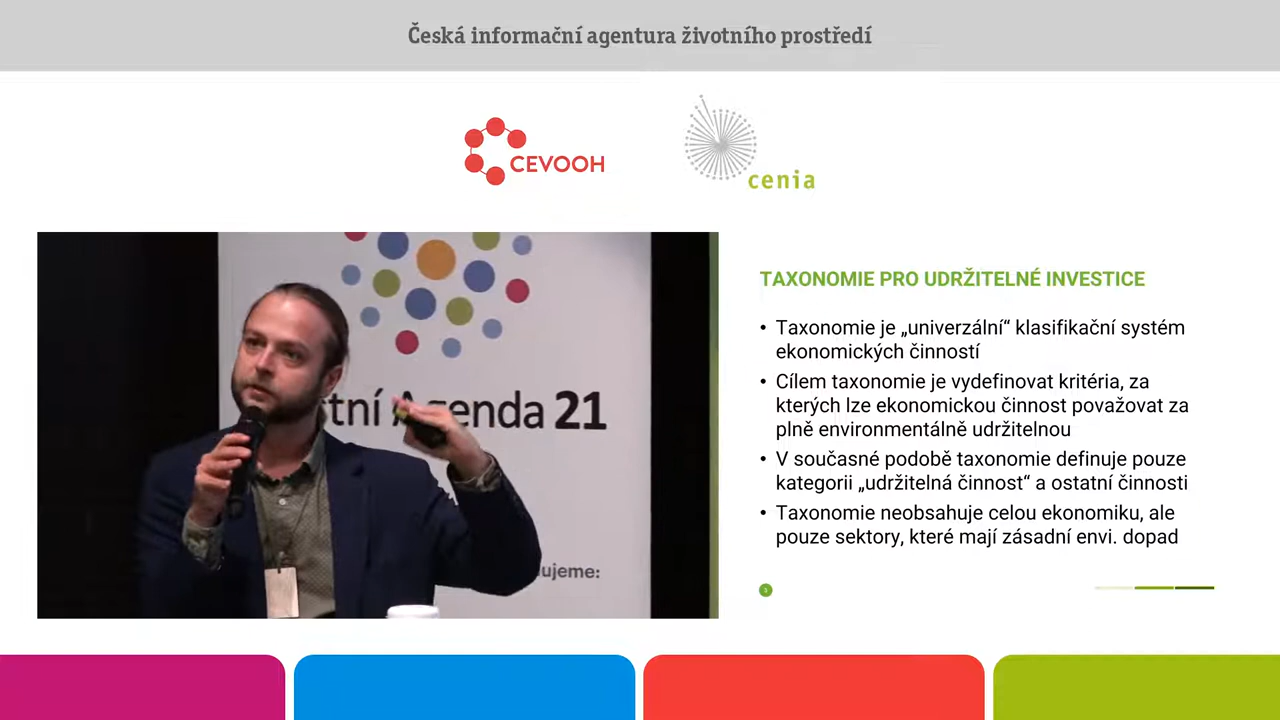 Česká informační agentura životního prostředí
CEVOOH
cenia
tní Agenda 21
ujeme:
TAXONOMIE PRO UDRŽITELNÉ INVESTICE
• Taxonomie je „univerzální“ klasifikační systém
ekonomických činností
• Cílem taxonomie je vydefinovat kritéria, za
kterých lze ekonomickou činnost považovat za
plně environmentálně udržitelnou
• V současné podobě taxonomie definuje pouze
kategorii „udržitelná činnost“ a ostatní činnosti
• Taxonomie neobsahuje celou ekonomiku, ale
pouze sektory, které mají zásadní envi. dopad